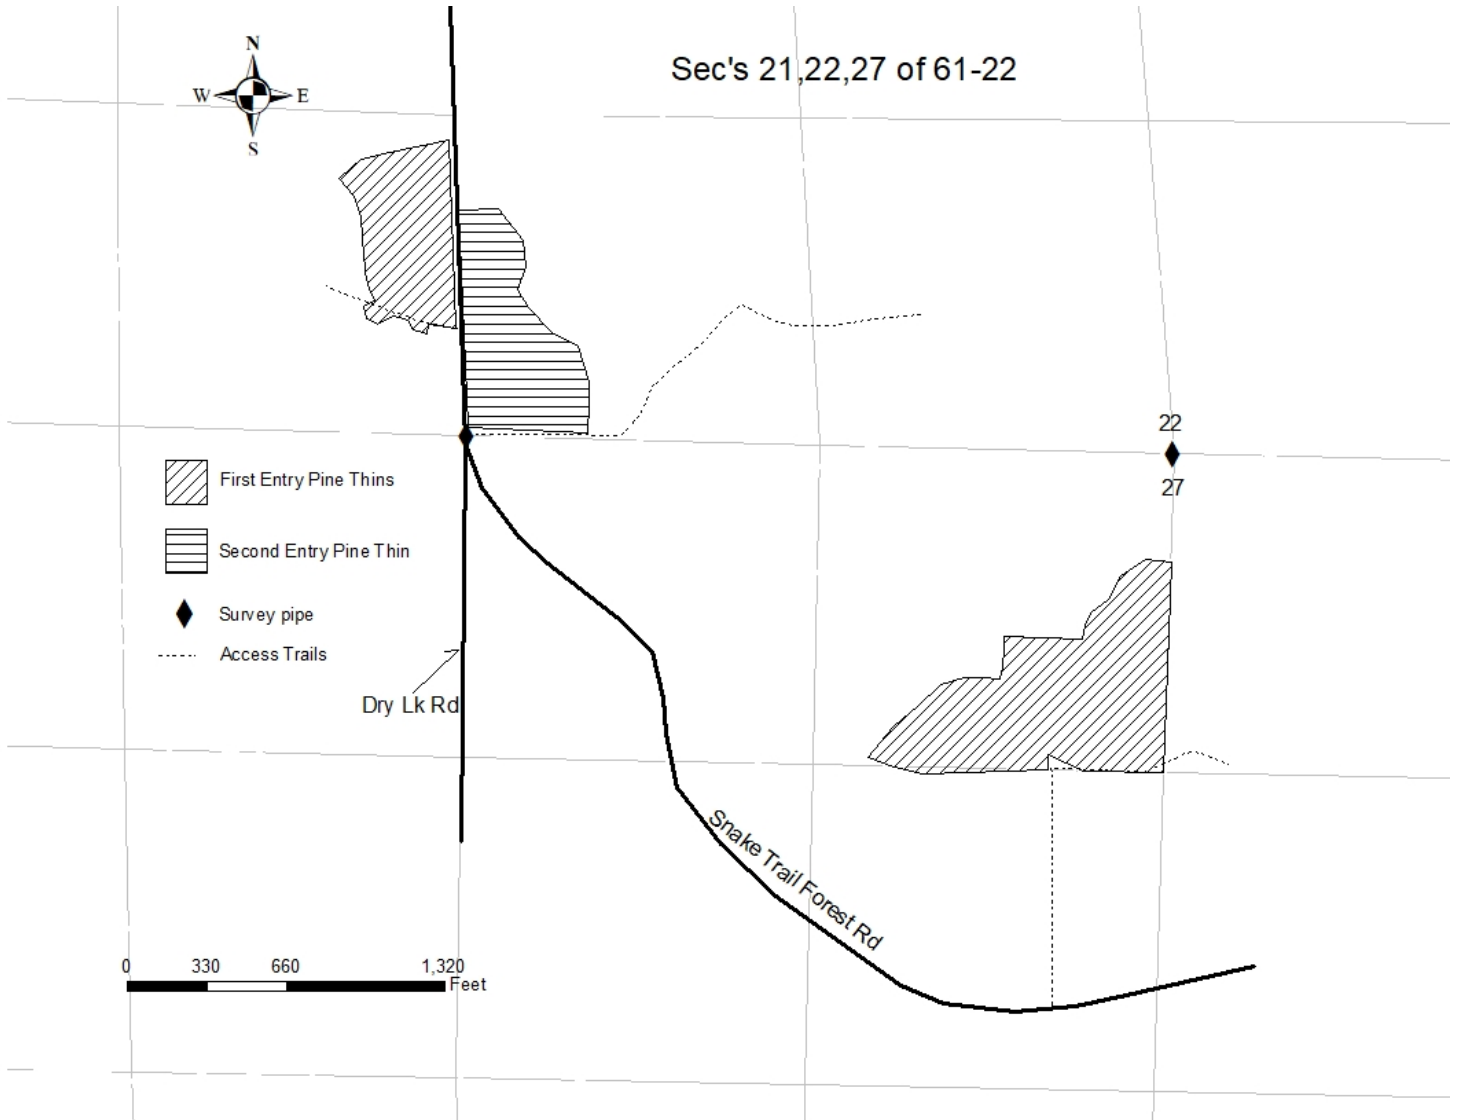 N
W E
S
Sec's 21,22,27 of 61-22
22
27
First Entry Pine Thins
Second Entry Pine Thin
Survey pipe
Access Trails
Dry Lk Rd
Snake Trail Forest Rd
0 330 660 1,320
Feet